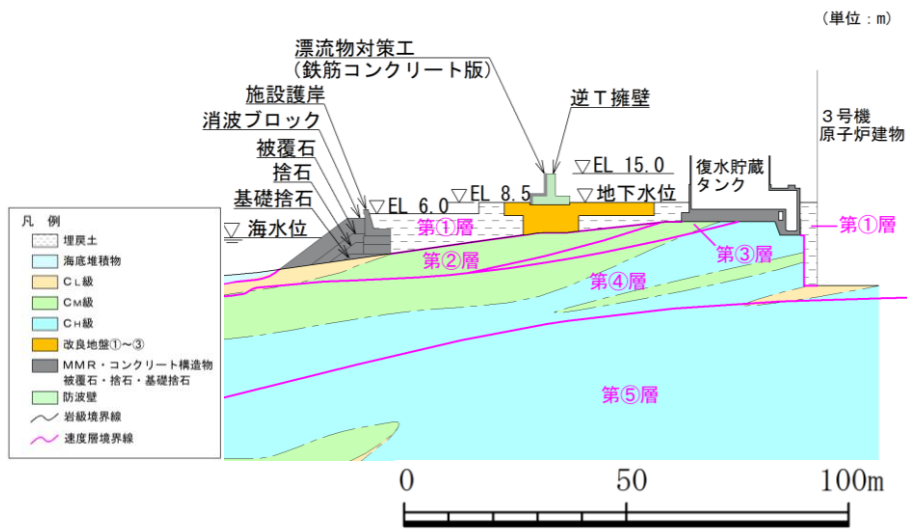 （単位：m）
漂流物対策工
（鉄筋コンクリート版）
施設護岸
消波ブロック
被覆石
捨石
基礎捨石
逆Ｔ擁壁
３号機
原子炉建物
▽EL 15.0
復水貯蔵
タンク
▽EL 6.0
▽EL 8.5
▽地下水位
▽海水位
第①層
第①層
第②層
第③層
第④層
第⑤層
凡　例
埋戻土
海底堆積物
ＣL級
ＣM級
ＣH級
改良地盤①～③
ＭＭＲ・コンクリート構造物
被覆石・捨石・基礎捨石
防波壁
岩級境界線
速度層境界線
0 50 100m